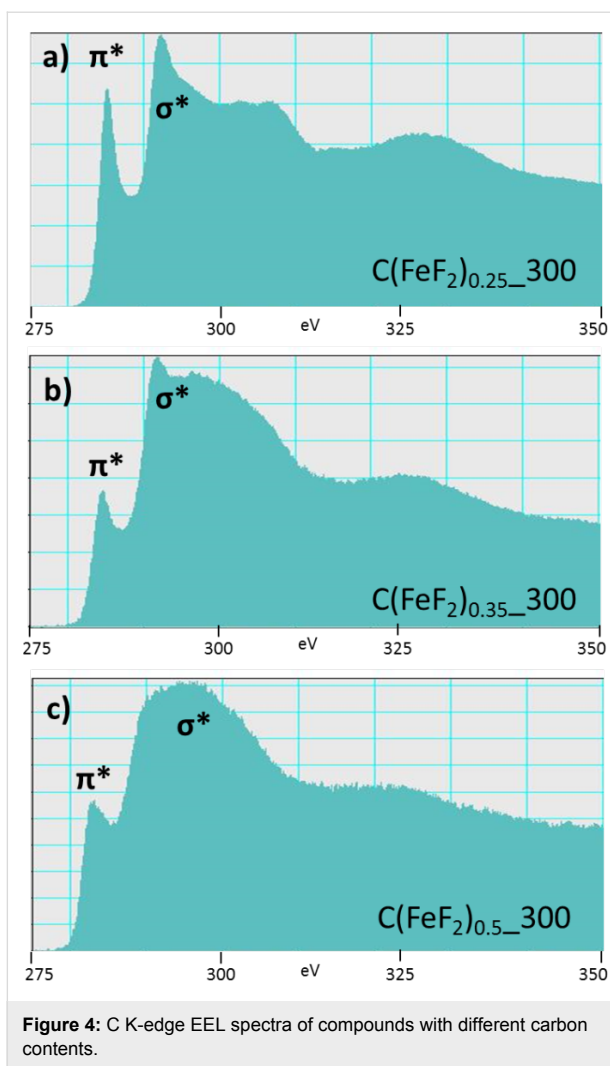 a) π*
σ*
C(FeF₂)₀.₂₅_300
275 300 eV 325 350
b)
σ*
π*
C(FeF₂)₀.₃₅_300
275 300 eV 325 350
c)
σ*
π*
C(FeF₂)₀.₅_300
275 300 eV 325 350
Figure 4: C K-edge EEL spectra of compounds with different carbon
contents.